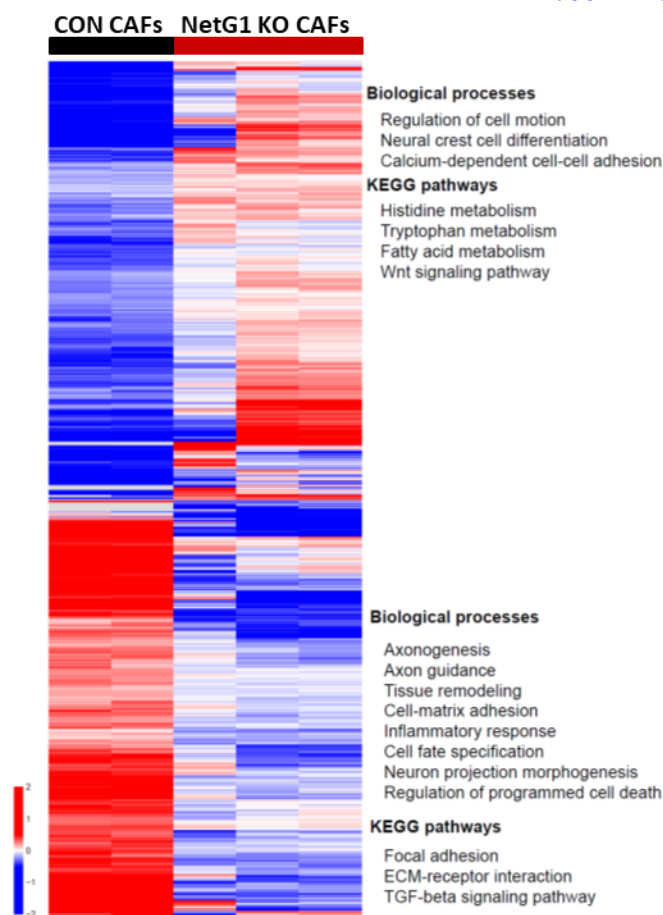 CON CAFs NetG1 KO CAFs
Biological processes
Regulation of cell motion
Neural crest cell differentiation
Calcium-dependent cell-cell adhesion
KEGG pathways
Histidine metabolism
Tryptophan metabolism
Fatty acid metabolism
Wnt signaling pathway
Biological processes
Axonogenesis
Axon guidance
Tissue remodeling
Cell-matrix adhesion
Inflammatory response
Cell fate specification
Neuron projection morphogenesis
Regulation of programmed cell death
KEGG pathways
Focal adhesion
ECM-receptor interaction
TGF-beta signaling pathway
2
1
0
-1
-2